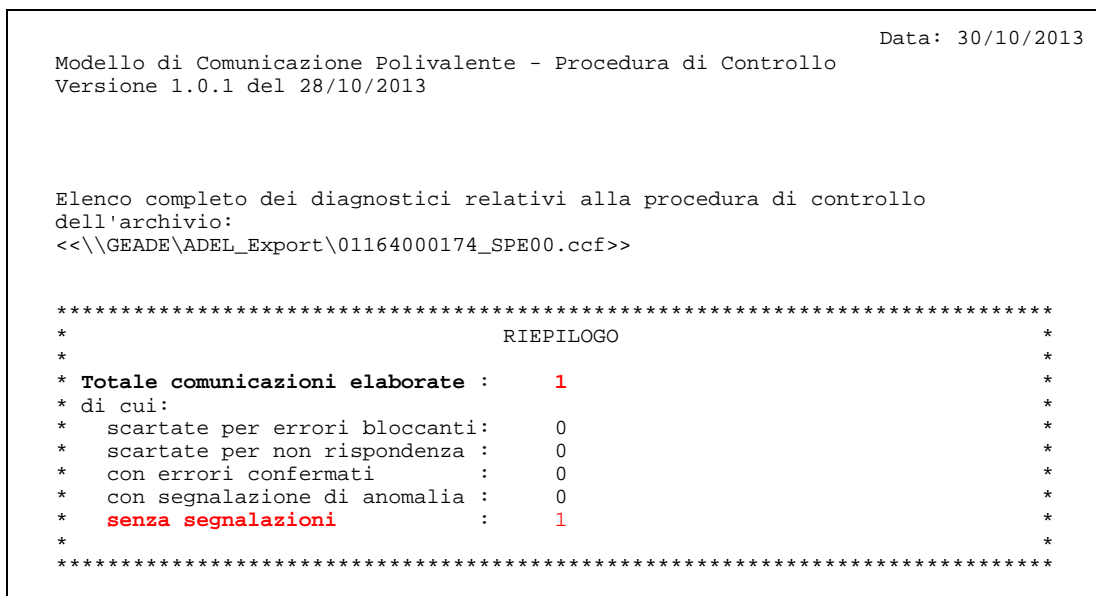 Data: 30/10/2013
Modello di Comunicazione Polivalente - Procedura di Controllo
Versione 1.0.1 del 28/10/2013
Elenco completo dei diagnostici relativi alla procedura di controllo
dell'archivio:
<<\\GEADE\ADEL_Export\01164000174_SPE00.ccf>>
******************************************************************************
* RIEPILOGO *
* *
* Totale comunicazioni elaborate : 1 *
* di cui: *
* scartate per errori bloccanti: 0 *
* scartate per non rispondenza : 0 *
* con errori confermati : 0 *
* con segnalazione di anomalia : 0 *
* senza segnalazioni : 1 *
* *
******************************************************************************